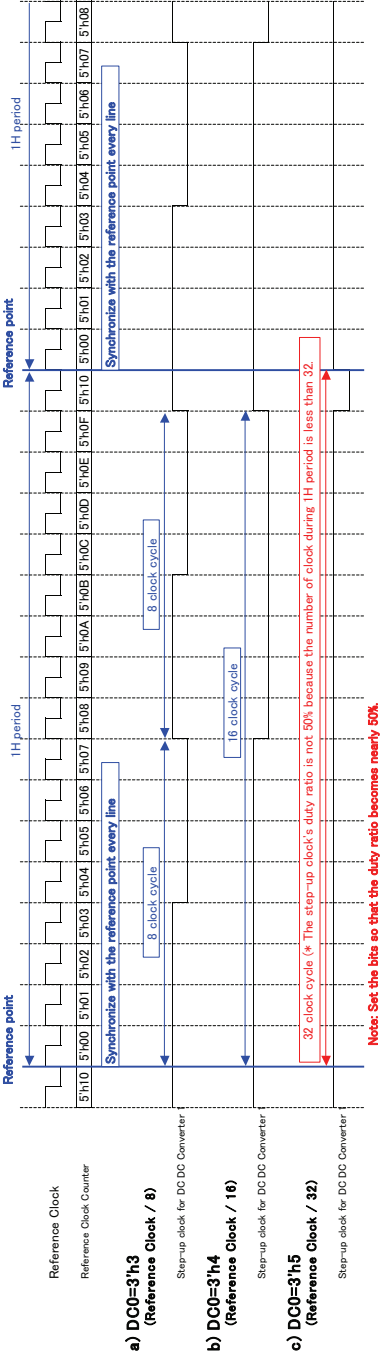 Reference point
Reference point
1H period
1H period
Reference Clock
Reference Clock Counter
5'h10 5'h00 5'h01 5'h02 5'h03 5'h04 5'h05 5'h06 5'h07 5'h08 5'h09 5'h0A 5'h0B 5'h0C 5'h0D 5'h0E 5'h0F 5'h10 5'h00 5'h01 5'h02 5'h03 5'h04 5'h05 5'h06 5'h07 5'h08
Synchronize with the reference point every line
Synchronize with the reference point every line
a) DC0=3'h3
(Reference Clock / 8)
8 clock cycle
8 clock cycle
Step-up clock for DC DC Converter 1
b) DC0=3'h4
(Reference Clock / 16)
16 clock cycle
Step-up clock for DC DC Converter 1
c) DC0=3'h5
(Reference Clock / 32)
32 clock cycle (* The step-up clock's duty ratio is not 50% because the number of clock during 1H period is less than 32.
Step-up clock for DC DC Converter 1
Note: Set the bits so that the duty ratio becomes nearly 50%.